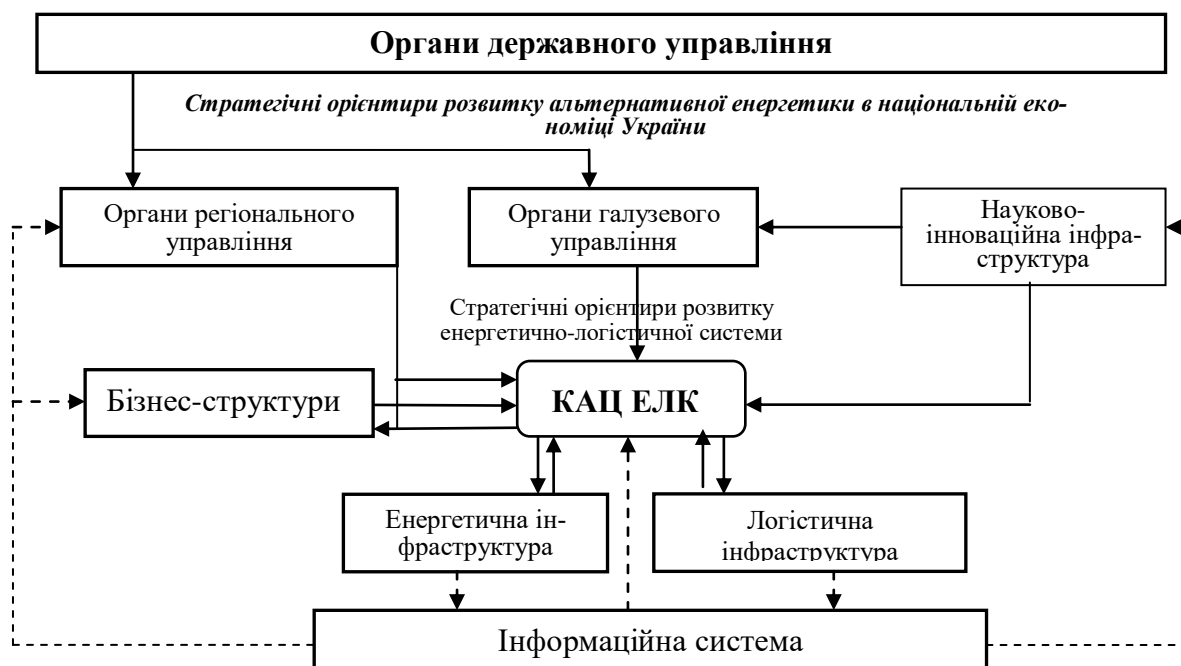 Органи державного управління
Стратегічні орієнтири розвитку альтернативної енергетики в національній еко-
номіці України
Органи регіонального
управління
Органи галузевого
управління
Науково-
інноваційна інфра-
структура
Стратегічні орієнтири розвитку
енергетично-логістичної системи
Бізнес-структури
КАЦ ЕЛК
Енергетична ін-
фраструктура
Логістична
інфраструктура
Інформаційна система